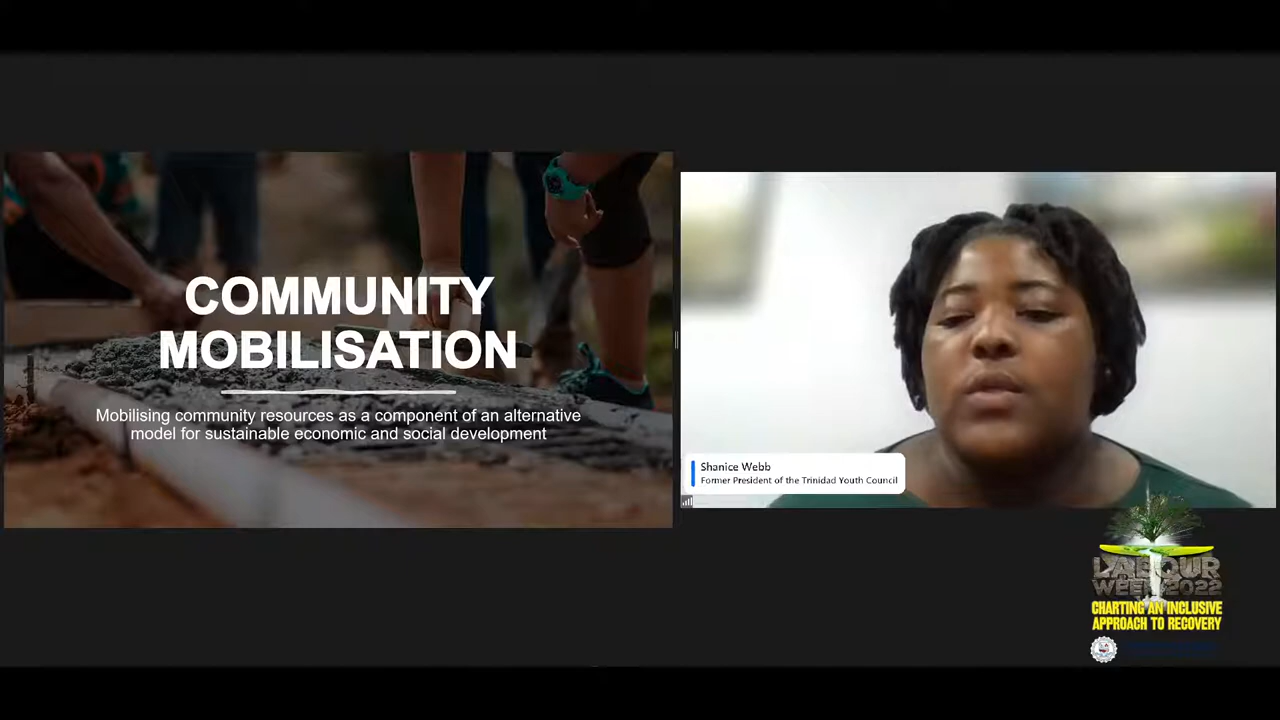 COMMUNITY
MOBILISATION
Mobilising community resources as a component of an alternative
model for sustainable economic and social development
Shanice Webb
Former President of the Trinidad Youth Council
LABOUR
WEEK 2022
CHARTING AN INCLUSIVE
APPROACH TO RECOVERY